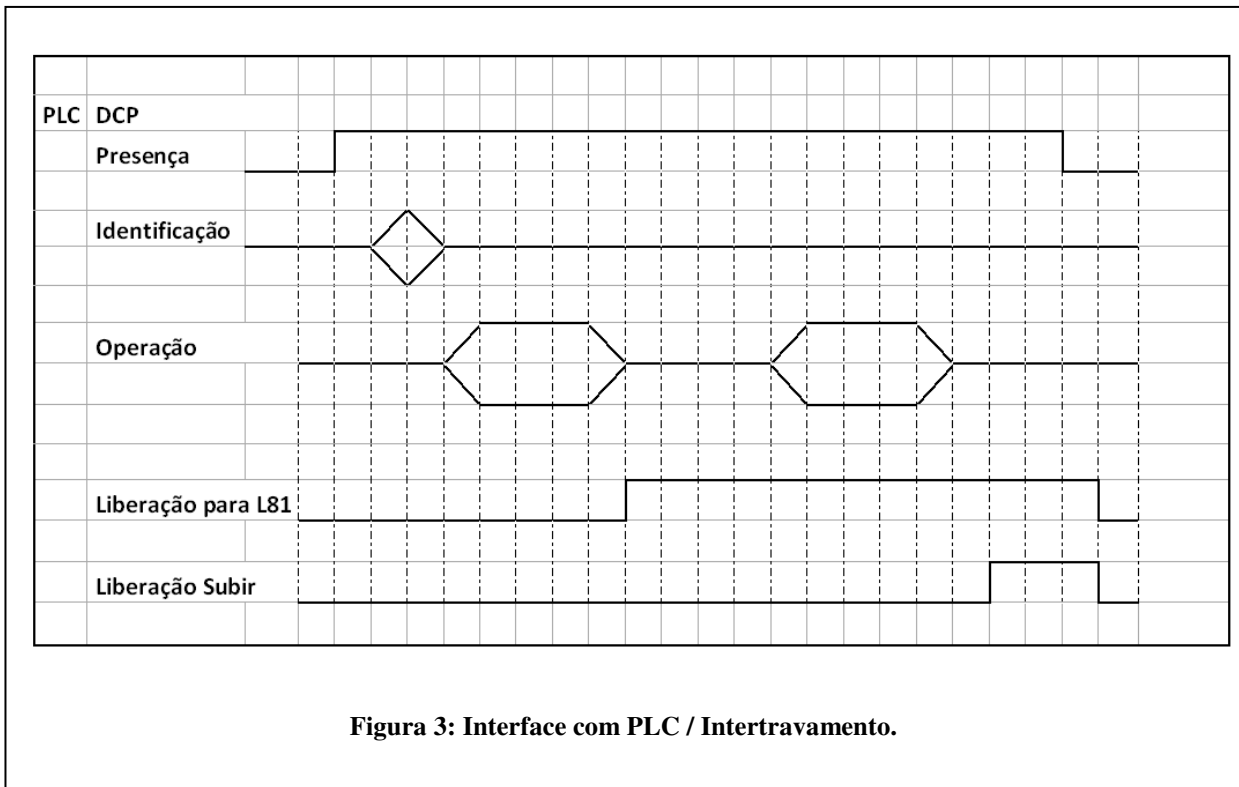 PLC DCP
Presença
Identificação
Operação
Liberação para L81
Liberação Subir
Figura 3: Interface com PLC / Intertravamento.